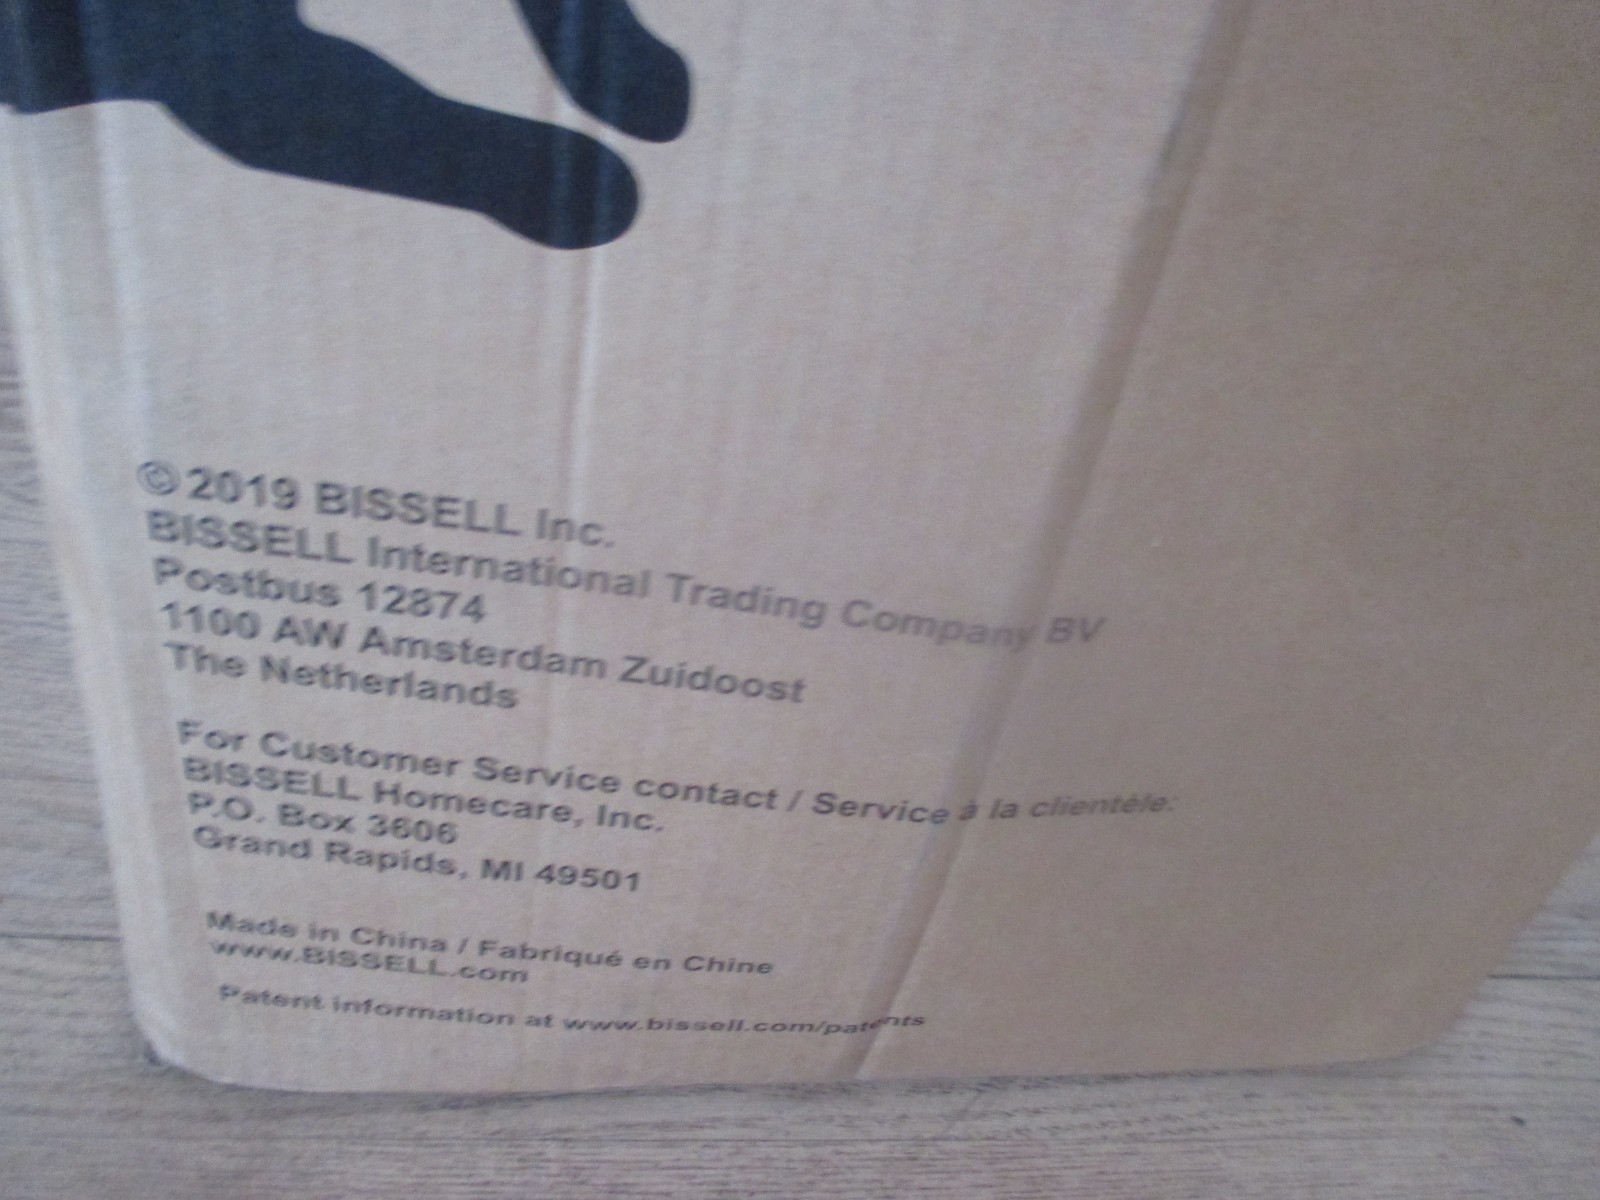 © 2019 BISSELL Inc.
BISSELL International Trading Company BV
Postbus 12874
1100 AW Amsterdam Zuidoost
The Netherlands
For Customer Service contact / Service à la clientèle:
BISSELL Homecare, Inc.
P.O. Box 3606
Grand Rapids, MI 49501
Made in China / Fabriqué en Chine
www.BISSELL.com
Patent information at www.bissell.com/patents